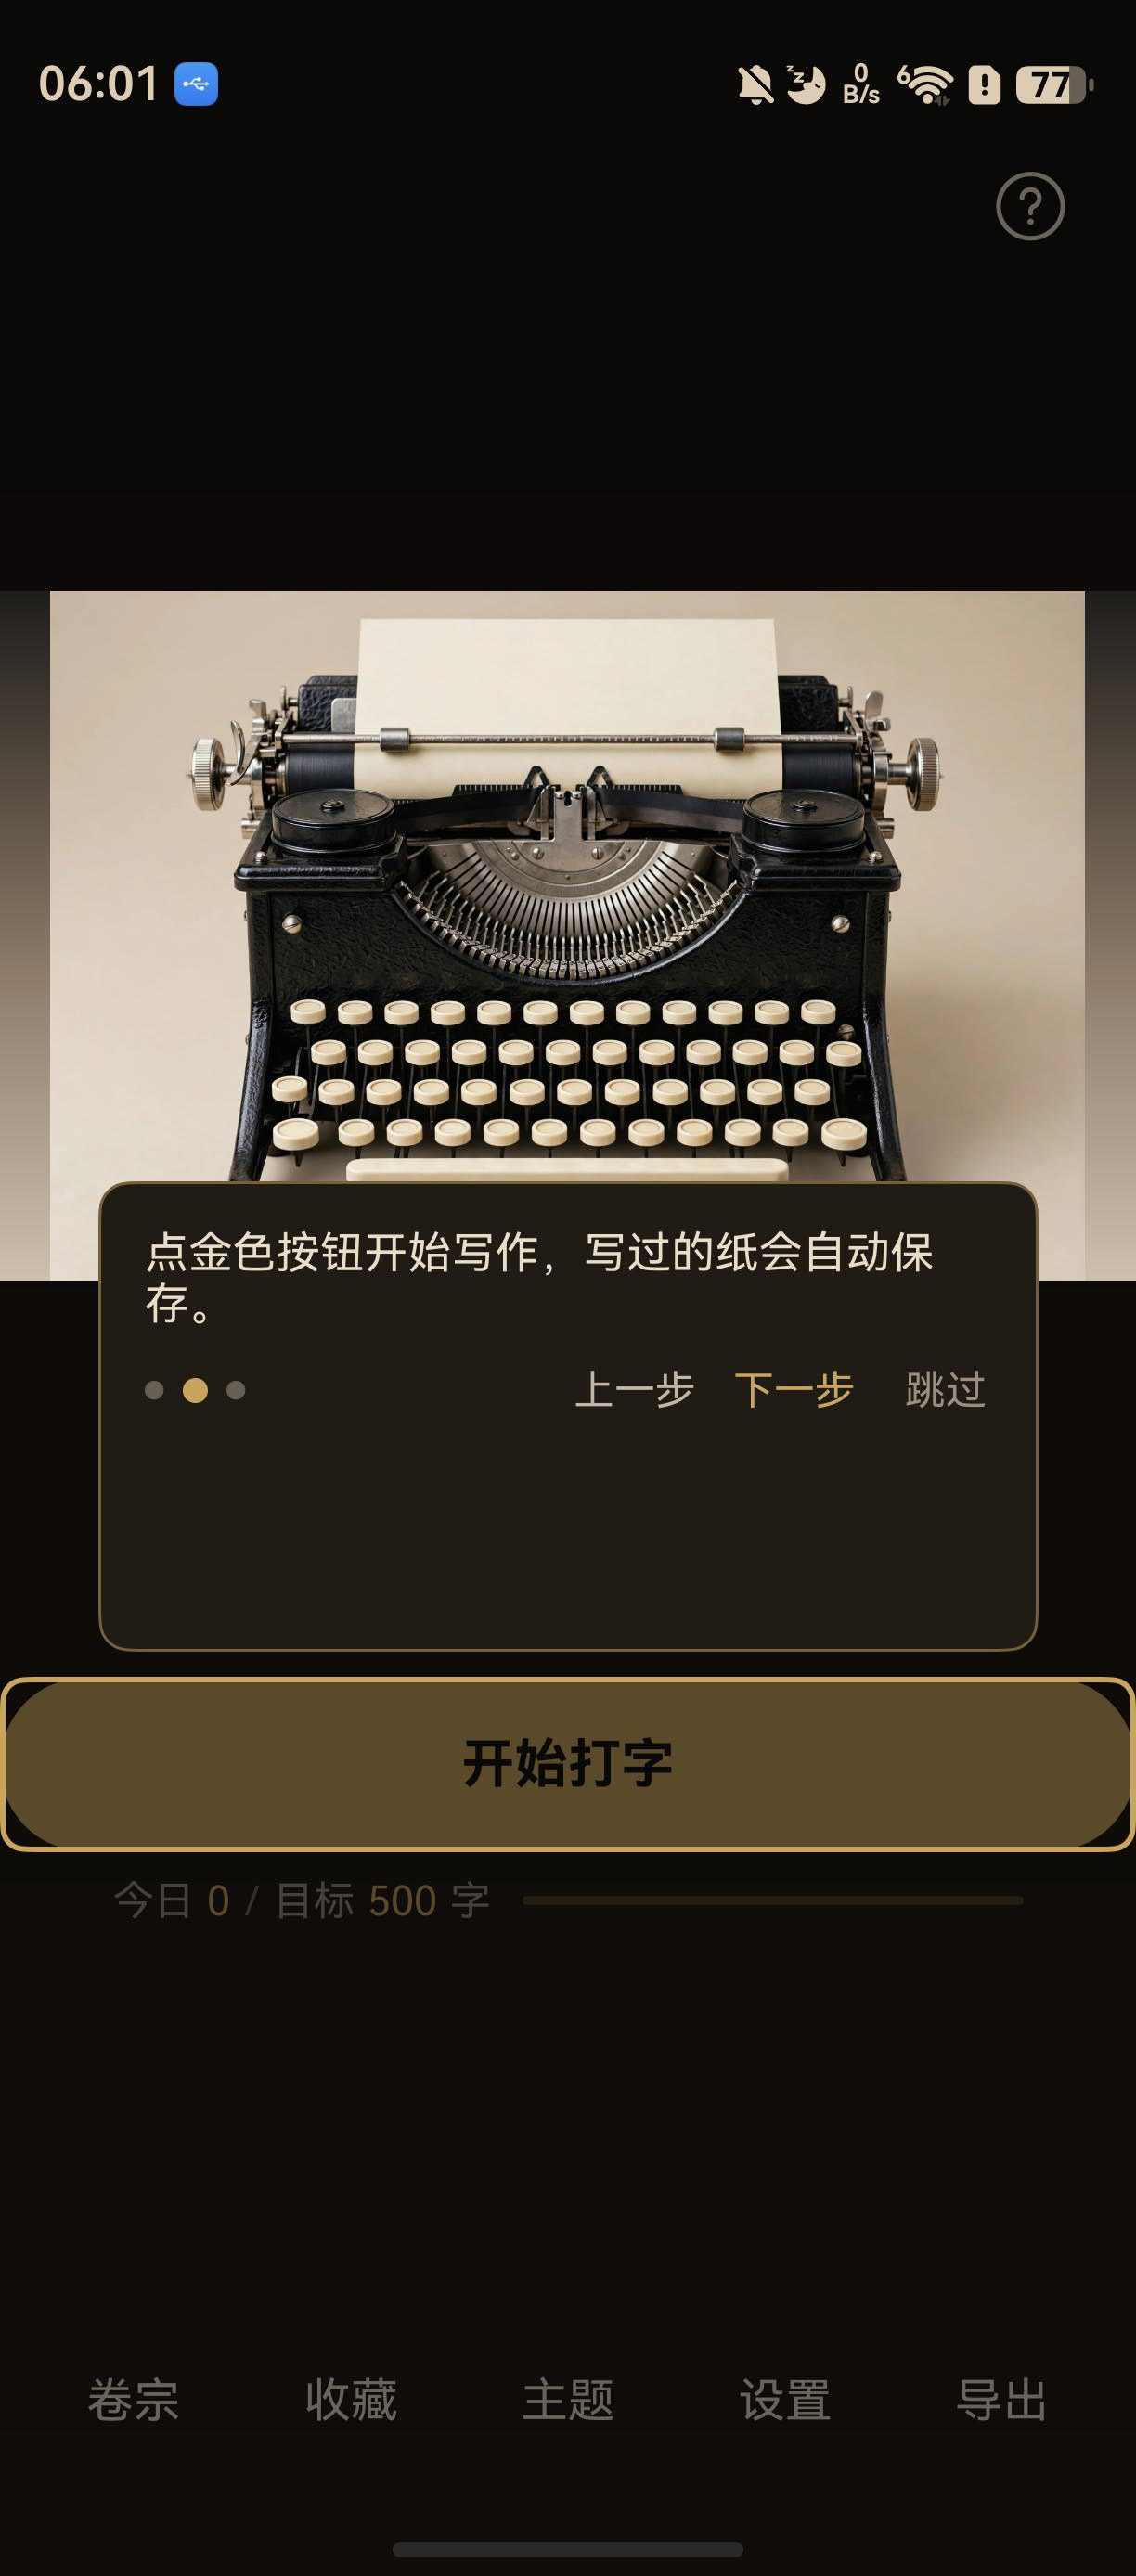 06:01
0
B/s
6
77
点金色按钮开始写作，写过的纸会自动保
存。
上一步 下一步 跳过
开始打字
今日 0 / 目标 500 字
卷宗 收藏 主题 设置 导出